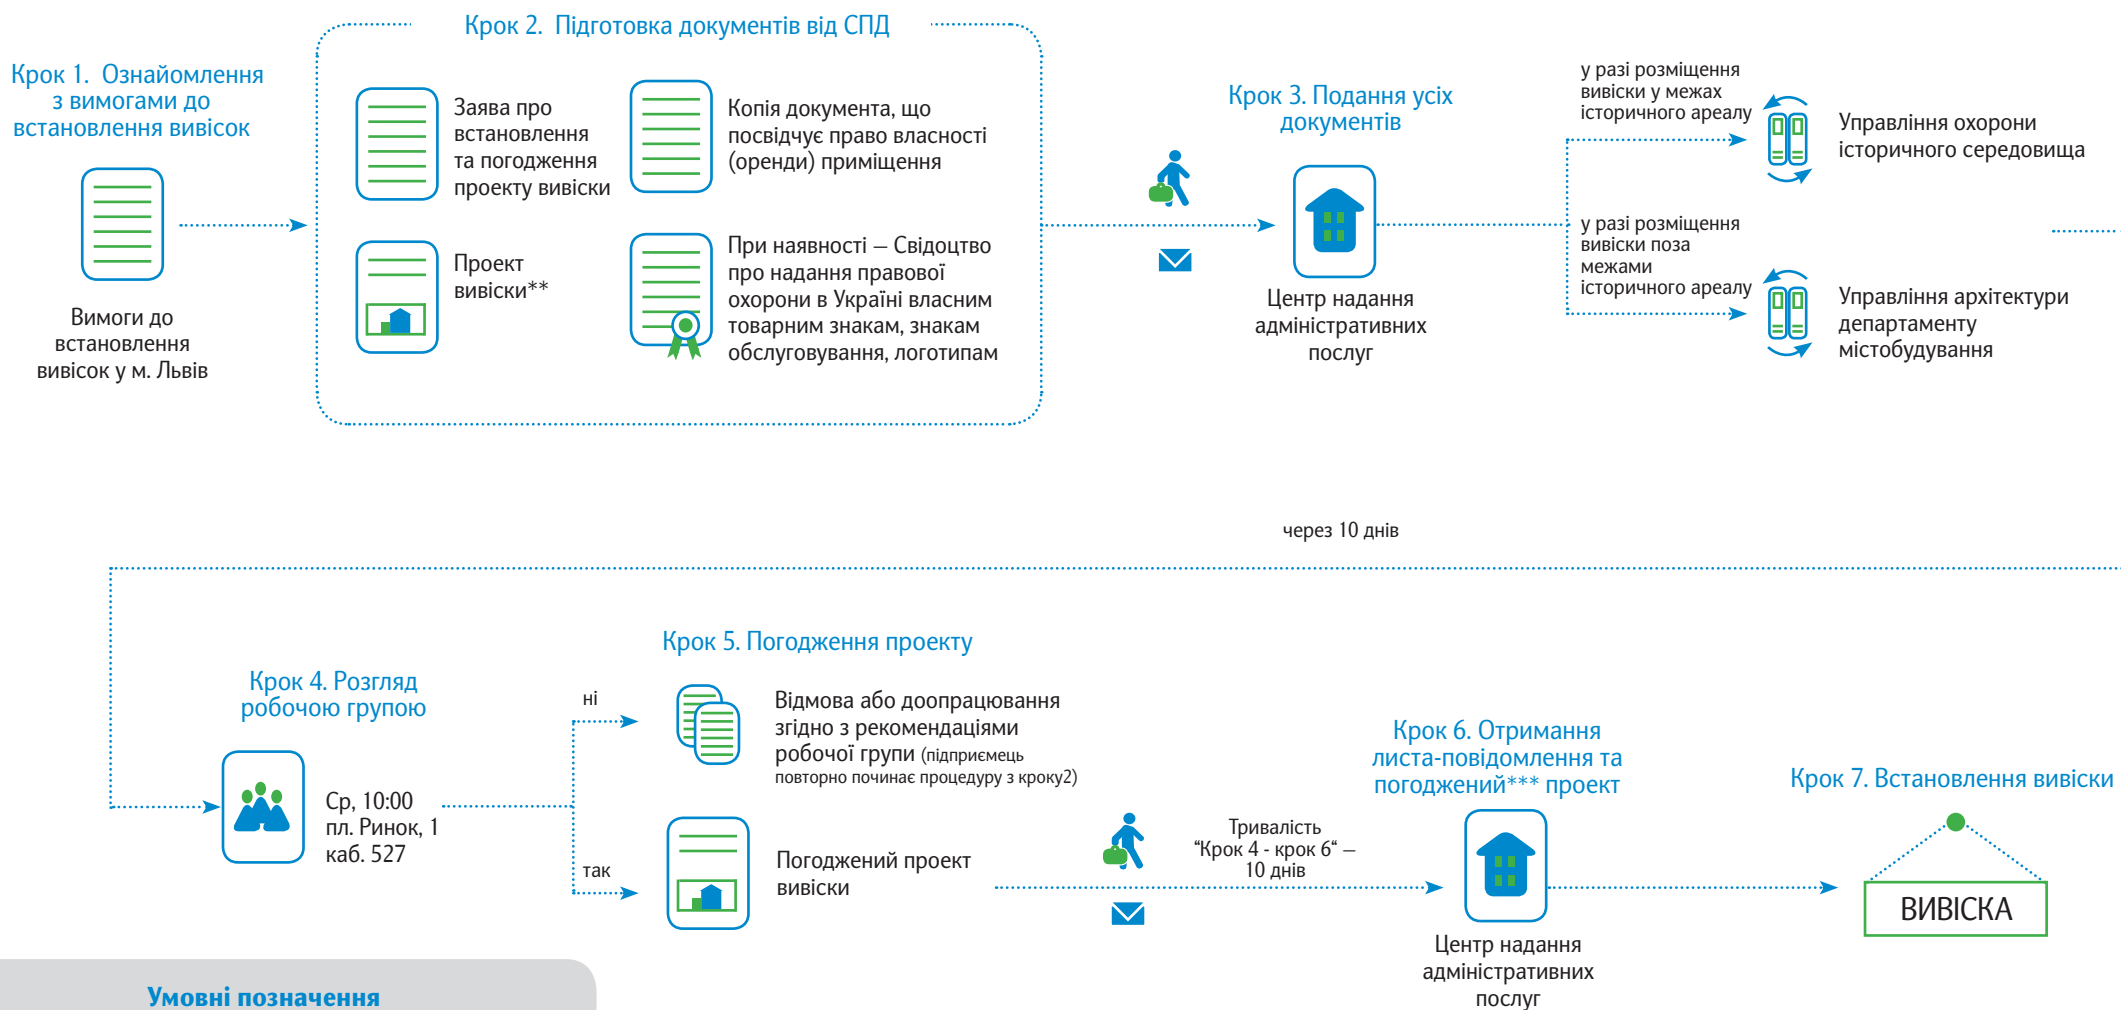 Крок 1. Ознайомлення
з вимогами до
встановлення вивісок
Вимоги до
встановлення
вивісок у м. Львів
Крок 2. Підготовка документів від СПД
Заява про
встановлення
та погодження
проекту вивіски
Копія документа, що
посвідчує право власності
(оренди) приміщення
Проект
вивіски**
При наявності – Свідоцтво
про надання правової
охорони в Україні власним
товарним знакам, знакам
обслуговування, логотипам
Крок 3. Подання усіх
документів
Центр надання
адміністративних
послуг
у разі розміщення
вивіски у межах
історичного ареалу
Управління охорони
історичного середовища
у разі розміщення
вивіски поза
межами
історичного ареалу
Управління архітектури
департаменту
містобудування
через 10 днів
Крок 4. Розгляд
робочою групою
Ср, 10:00
пл. Ринок, 1
каб. 527
Крок 5. Погодження проекту
ні
Відмова або доопрацювання
згідно з рекомендаціями
робочої групи (підприємець
повторно починає процедуру з кроку2)
так
Погоджений проект
вивіски
Тривалість
“Крок 4 - крок 6“ –
10 днів
Крок 6. Отримання
листа-повідомлення та
погоджений*** проект
Центр надання
адміністративних
послуг
Крок 7. Встановлення вивіски
ВИВІСКА
Умовні позначення